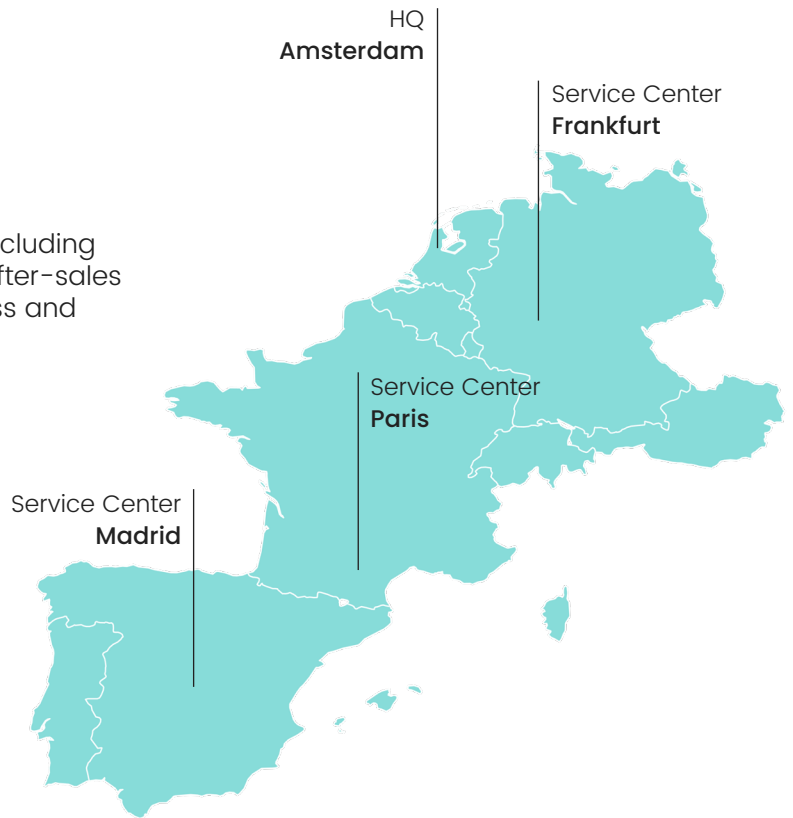 HQ
Amsterdam
Service Center
Frankfurt
cluding
fter-sales
ss and
Service Center
Paris
Service Center
Madrid